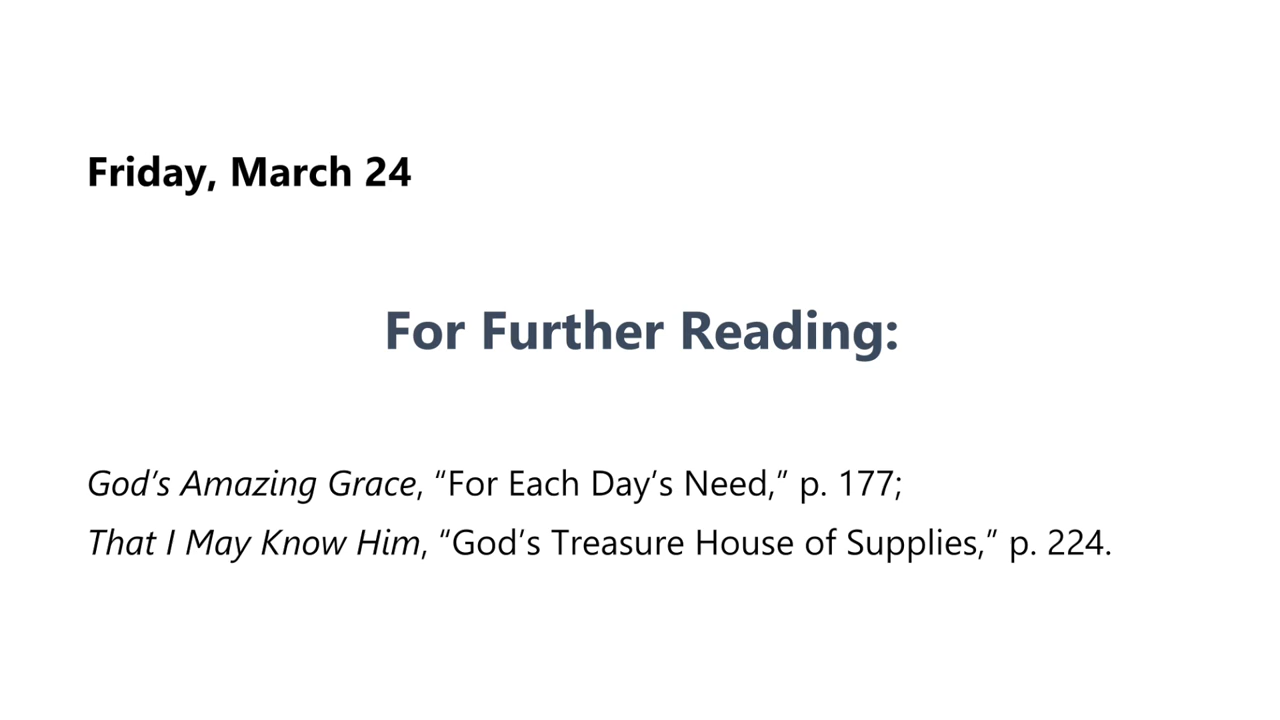 Friday, March 24
For Further Reading:
God’s Amazing Grace, “For Each Day’s Need,” p. 177;
That I May Know Him, “God’s Treasure House of Supplies,” p. 224.